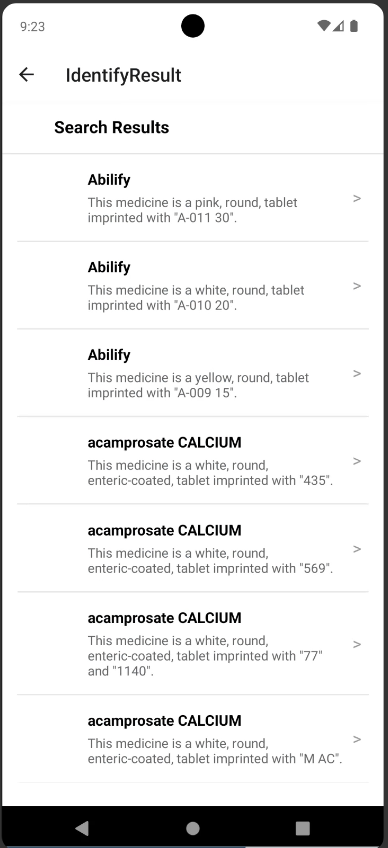 9:23
IdentifyResult
Search Results
Abilify
This medicine is a pink, round, tablet
imprinted with "A-011 30".
>
Abilify
This medicine is a white, round, tablet
imprinted with "A-010 20".
>
Abilify
This medicine is a yellow, round, tablet
imprinted with "A-009 15".
>
acamprosate CALCIUM
This medicine is a white, round,
enteric-coated, tablet imprinted with "435".
>
acamprosate CALCIUM
This medicine is a white, round,
enteric-coated, tablet imprinted with "569".
>
acamprosate CALCIUM
This medicine is a white, round,
enteric-coated, tablet imprinted with "77"
and "1140".
>
acamprosate CALCIUM
This medicine is a white, round,
enteric-coated, tablet imprinted with "M AC".
>